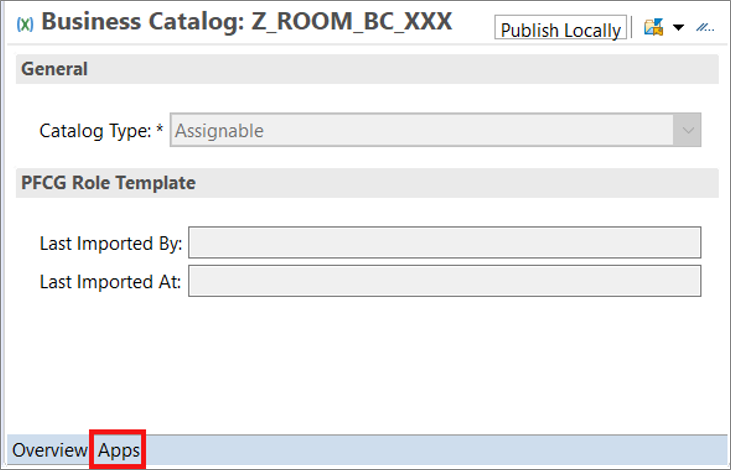 (x) Business Catalog: Z_ROOM_BC_XXX Publish Locally
General
Catalog Type: * Assignable
PFCG Role Template
Last Imported By:
Last Imported At:
Overview Apps